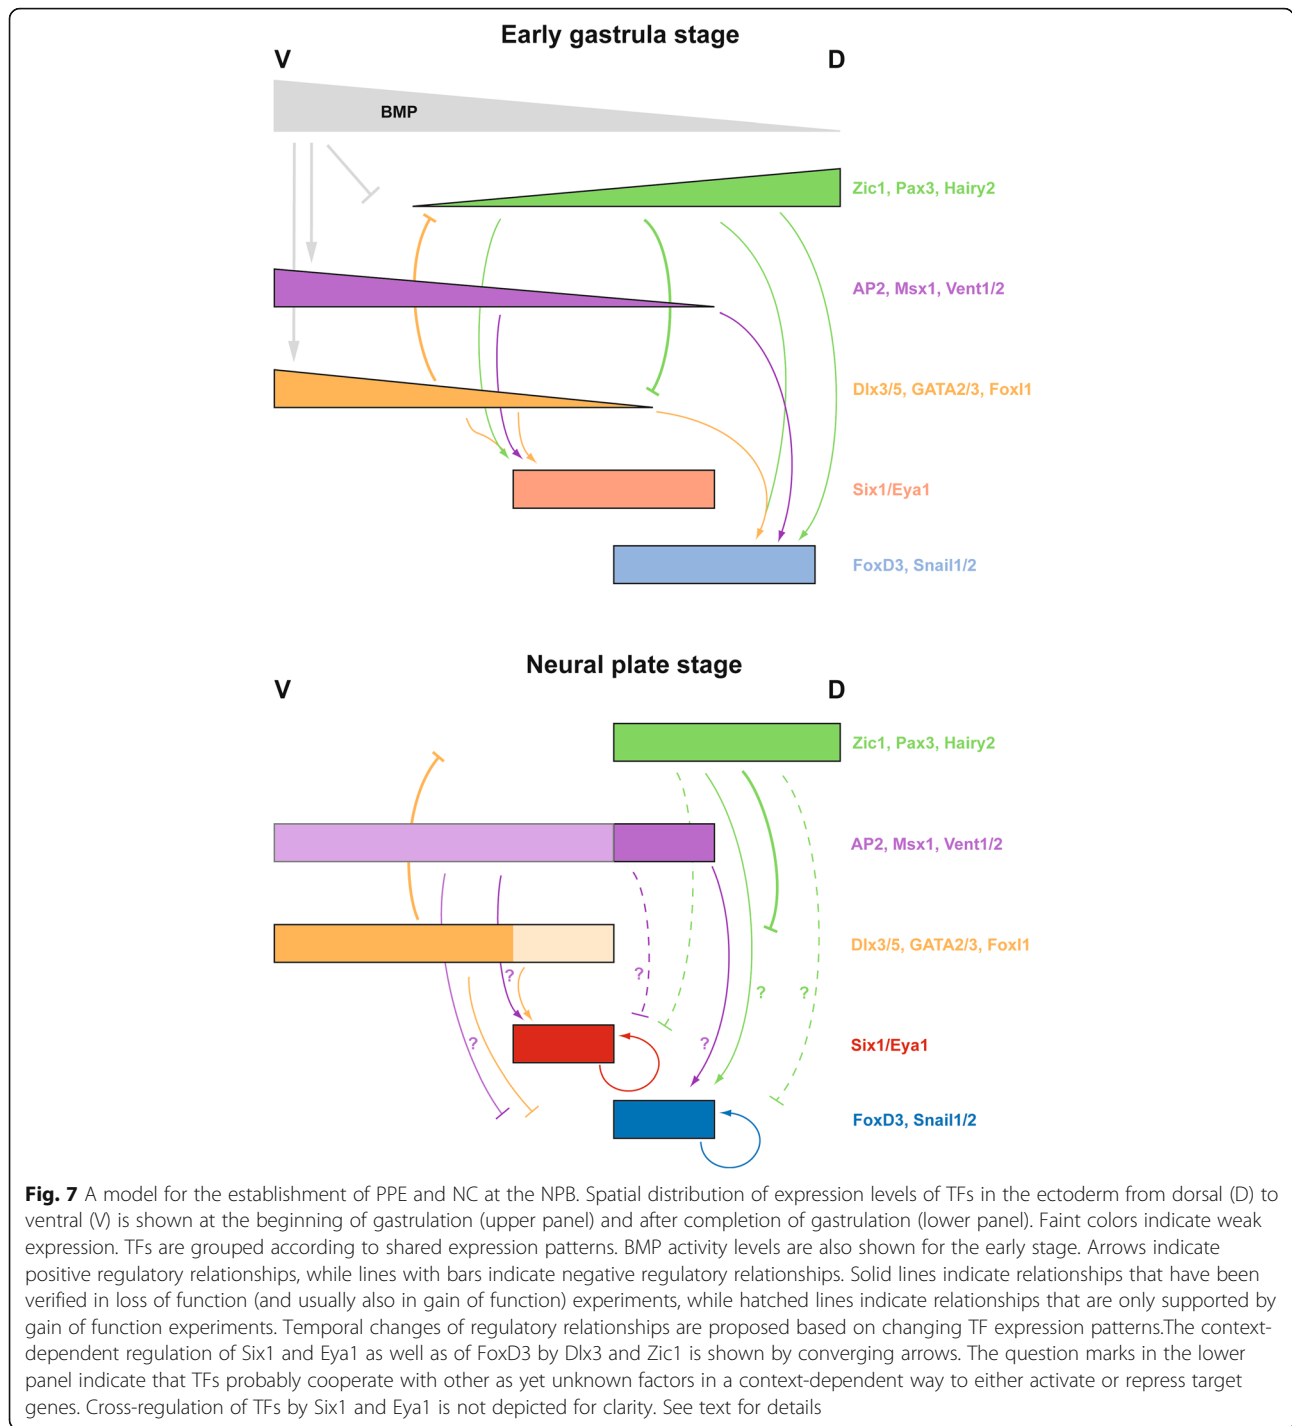 Early gastrula stage
V
D
BMP
Zic1, Pax3, Hairy2
AP2, Msx1, Vent1/2
Dlx3/5, GATA2/3, FoxI1
Six1/Eya1
FoxD3, Snail1/2
Neural plate stage
V
D
Zic1, Pax3, Hairy2
AP2, Msx1, Vent1/2
Dlx3/5, GATA2/3, FoxI1
?
?
?
?
Six1/Eya1
?
?
FoxD3, Snail1/2
Fig. 7 A model for the establishment of PPE and NC at the NPB. Spatial distribution of expression levels of TFs in the ectoderm from dorsal (D) to
ventral (V) is shown at the beginning of gastrulation (upper panel) and after completion of gastrulation (lower panel). Faint colors indicate weak
expression. TFs are grouped according to shared expression patterns. BMP activity levels are also shown for the early stage. Arrows indicate
positive regulatory relationships, while lines with bars indicate negative regulatory relationships. Solid lines indicate relationships that have been
verified in loss of function (and usually also in gain of function) experiments, while hatched lines indicate relationships that are only supported by
gain of function experiments. Temporal changes of regulatory relationships are proposed based on changing TF expression patterns.The context-
dependent regulation of Six1 and Eya1 as well as of FoxD3 by Dlx3 and Zic1 is shown by converging arrows. The question marks in the lower
panel indicate that TFs probably cooperate with other as yet unknown factors in a context-dependent way to either activate or repress target
genes. Cross-regulation of TFs by Six1 and Eya1 is not depicted for clarity. See text for details